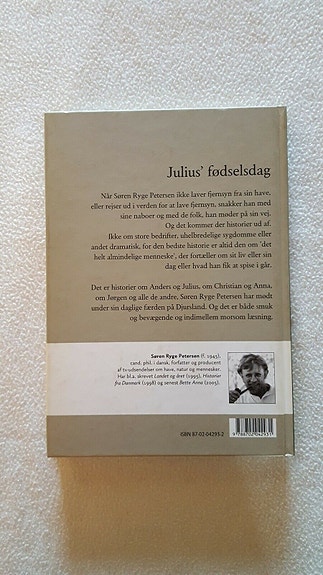 Julius’ fødselsdag
Når Søren Ryge Petersen ikke laver fjernsyn fra sin have,
eller rejser ud i verden for at lave fjernsyn, snakker han med
sine naboer og med de folk, han møder på sin vej.
Og det kommer der historier ud af.
Ikke om store bedrifter, uhelbredelige sygdomme eller
andet dramatisk, for den bedste historie er altid den om ‘det
helt almindelige menneske’, der fortæller om sit liv eller sin
dag eller hvad han fik at spise i går.
Det er historier om Anders og Julius, om Christian og Anna,
om Jørgen og alle de andre, Søren Ryge Petersen har mødt
under sin daglige færden på Djursland. Og det er både smuk
og bevægende og indimellem morsom læsning.
Søren Ryge Petersen (f. 1945),
cand. phil. i dansk, forfatter og producent
af tv-udsendelser om have, natur og mennesker.
Har bl.a. skrevet Landet og året (1995), Historier
fra Danmark (1998) og senest Bette Anna (2005).
ISBN 87-02-04293-2
9 788702 042931